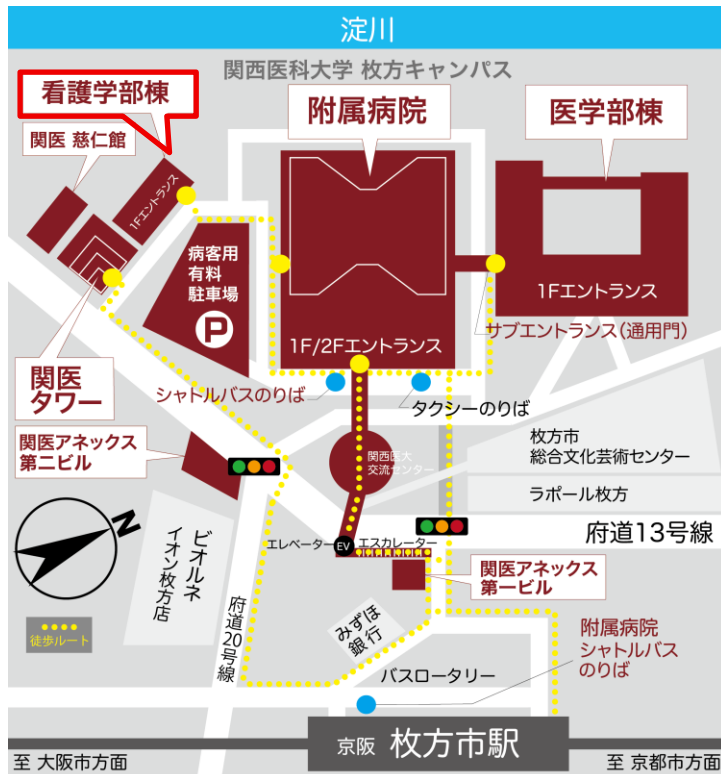 淀川
関西医科大学 枚方キャンパス
看護学部棟
関医 慈仁館
1Fエントランス
附属病院
医学部棟
病客用
有料
駐車場
P
1F/2Fエントランス
1Fエントランス
サブエントランス(通用門)
関医
タワー
シャトルバスのりば
タクシーのりば
関医アネックス
第二ビル
関西医大
交流センター
枚方市
総合文化芸術センター
ラポール枚方
府道13号線
N
エレベーター
EV
エスカレーター
関医アネックス
第一ビル
ビオルネ
イオン枚方店
府道20号線
徒歩ルート
みずほ
銀行
附属病院
シャトルバス
のりば
バスロータリー
京阪 枚方市駅
至 大阪市方面
至 京都市方面